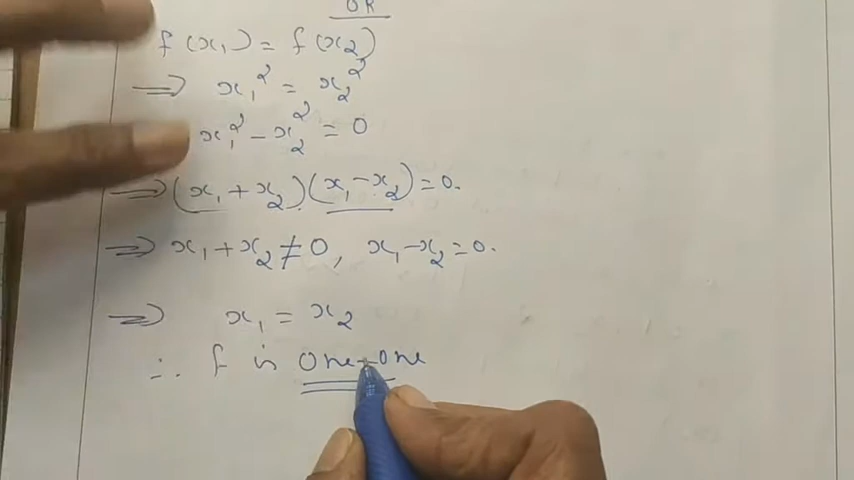 OR
f(x₁) = f(x₂)
⟹ x₁² = x₂²
x₁² - x₂² = 0
⟹ (x₁ + x₂)(x₁ - x₂) = 0.
⟹ x₁ + x₂ ≠ 0, x₁ - x₂ = 0.
⟹ x₁ = x₂
∴ f is One-One